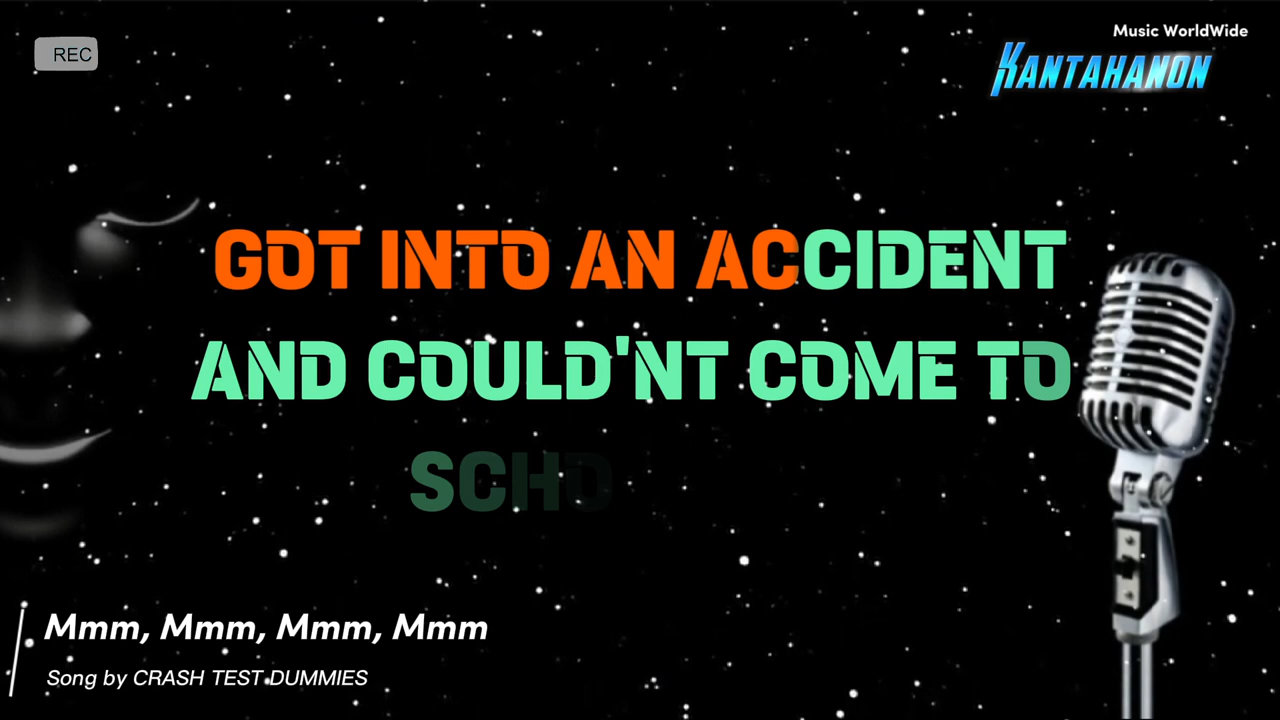 REC
Music WorldWide
KANTAHANON
GOT INTO AN ACCIDENT
AND COULD'NT COME TO
SCHO
Mmm, Mmm, Mmm, Mmm
Song by CRASH TEST DUMMIES